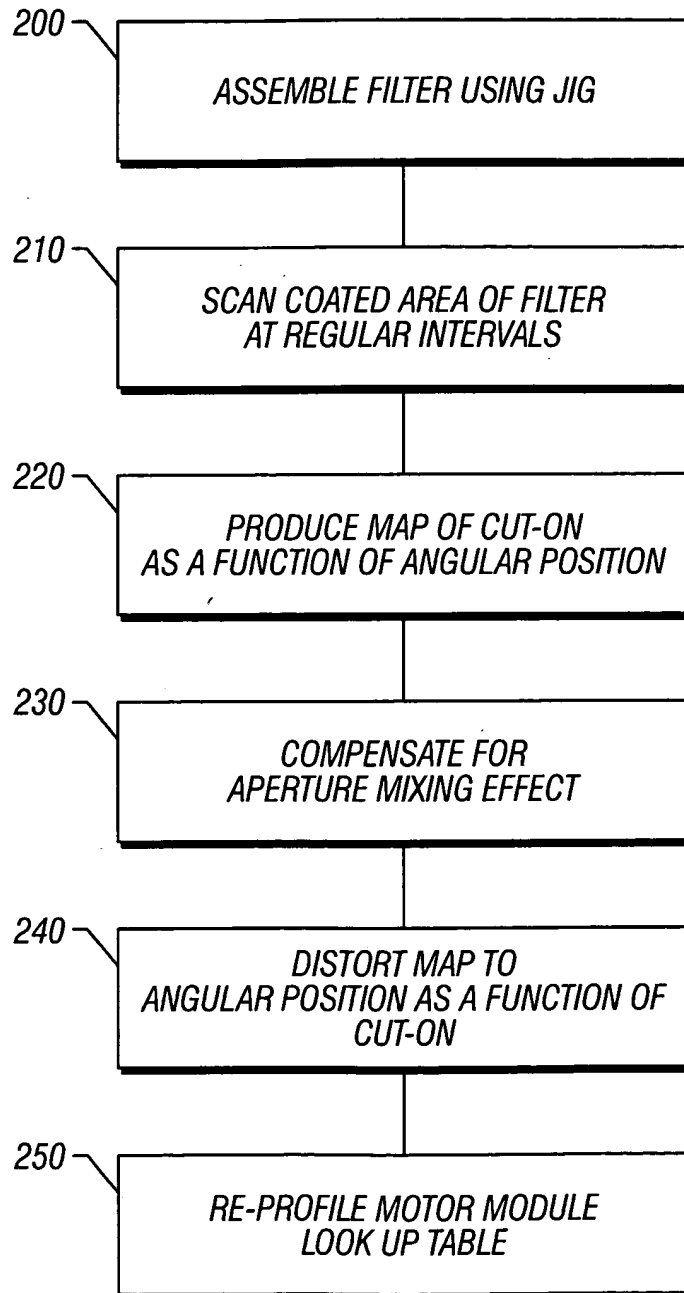 200
ASSEMBLE FILTER USING JIG
210
SCAN COATED AREA OF FILTER
AT REGULAR INTERVALS
220
PRODUCE MAP OF CUT-ON
AS A FUNCTION OF ANGULAR POSITION
230
COMPENSATE FOR
APERTURE MIXING EFFECT
240
DISTORT MAP TO
ANGULAR POSITION AS A FUNCTION OF
CUT-ON
250
RE-PROFILE MOTOR MODULE
LOOK UP TABLE